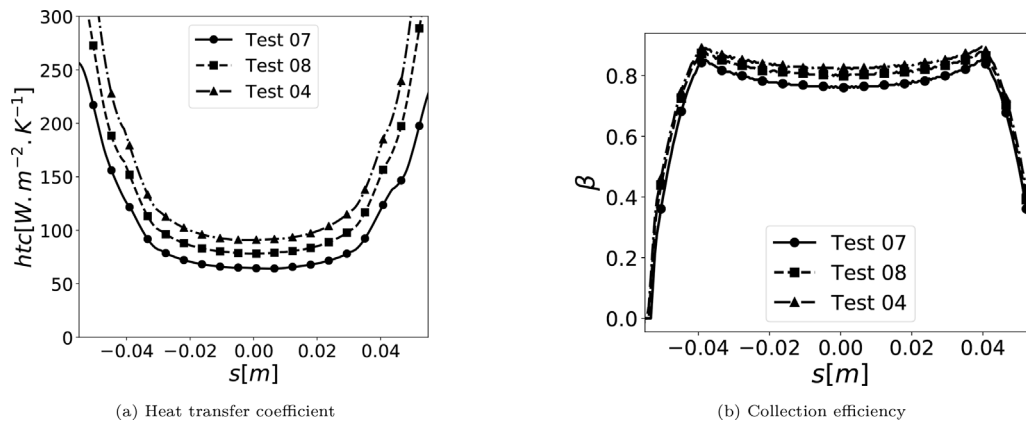 300
250
200
150
100
50
0
htc[W.m⁻².K⁻¹]
Test 07
Test 08
Test 04
−0.04 −0.02 0.00 0.02 0.04
s[m]
(a) Heat transfer coefficient
0.8
0.6
0.4
0.2
0.0
β
Test 07
Test 08
Test 04
−0.04 −0.02 0.00 0.02 0.04
s[m]
(b) Collection efficiency